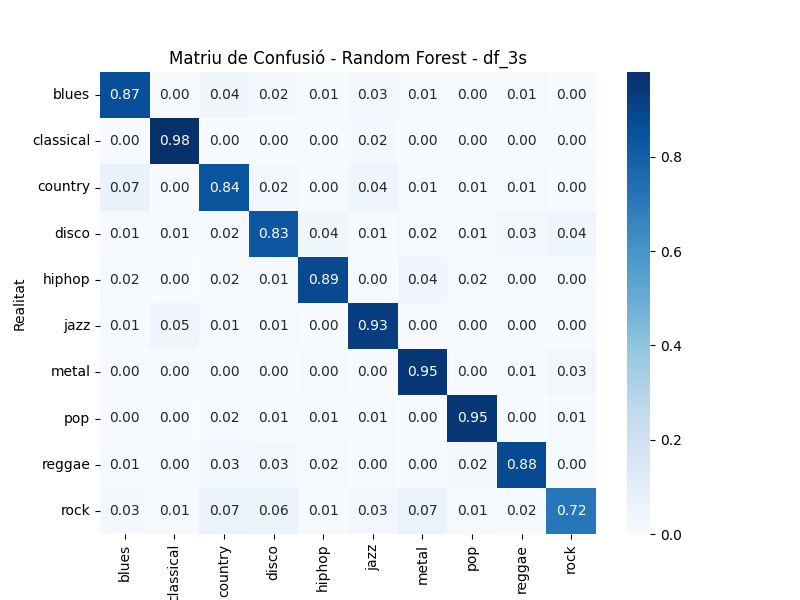 Matriu de Confusió - Random Forest - df_3s
Realitat
blues 0.87 0.00 0.04 0.02 0.01 0.03 0.01 0.00 0.01 0.00
classical 0.00 0.98 0.00 0.00 0.00 0.02 0.00 0.00 0.00 0.00
country 0.07 0.00 0.84 0.02 0.00 0.04 0.01 0.01 0.01 0.00
disco 0.01 0.01 0.02 0.83 0.04 0.01 0.02 0.01 0.03 0.04
hiphop 0.02 0.00 0.02 0.01 0.89 0.00 0.04 0.02 0.00 0.00
jazz 0.01 0.05 0.01 0.01 0.00 0.93 0.00 0.00 0.00 0.00
metal 0.00 0.00 0.00 0.00 0.00 0.00 0.95 0.00 0.01 0.03
pop 0.00 0.00 0.02 0.01 0.01 0.01 0.00 0.95 0.00 0.01
reggae 0.01 0.00 0.03 0.03 0.02 0.00 0.00 0.02 0.88 0.00
rock 0.03 0.01 0.07 0.06 0.01 0.03 0.07 0.01 0.02 0.72
blues classical country disco hiphop jazz metal pop reggae rock
0.8
0.6
0.4
0.2
0.0